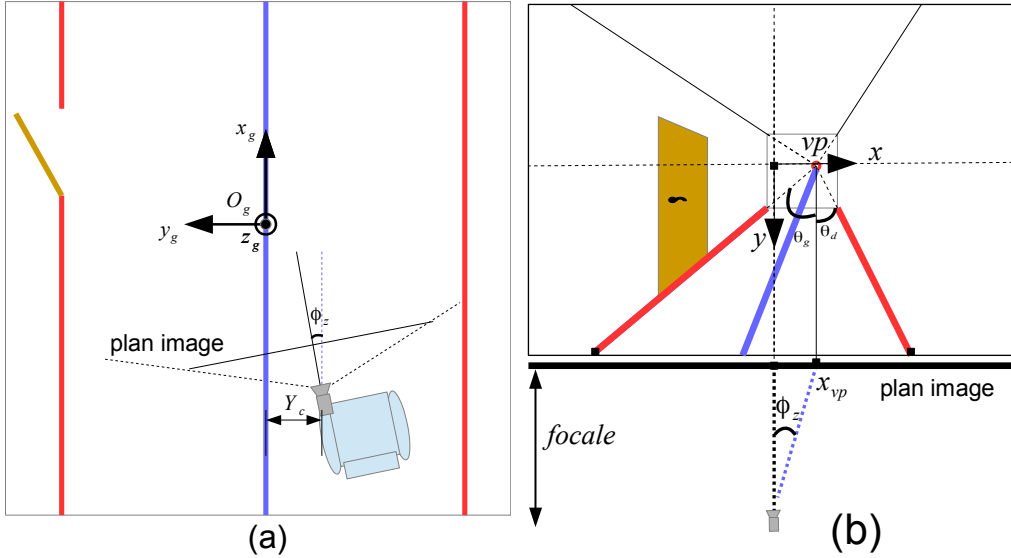 x_g
O_g
y_g
z_g
ϕ_z
plan image
Y_c
(a)
vp
x
y
θ_g
θ_d
x_vp
plan image
ϕ_z
focale
(b)